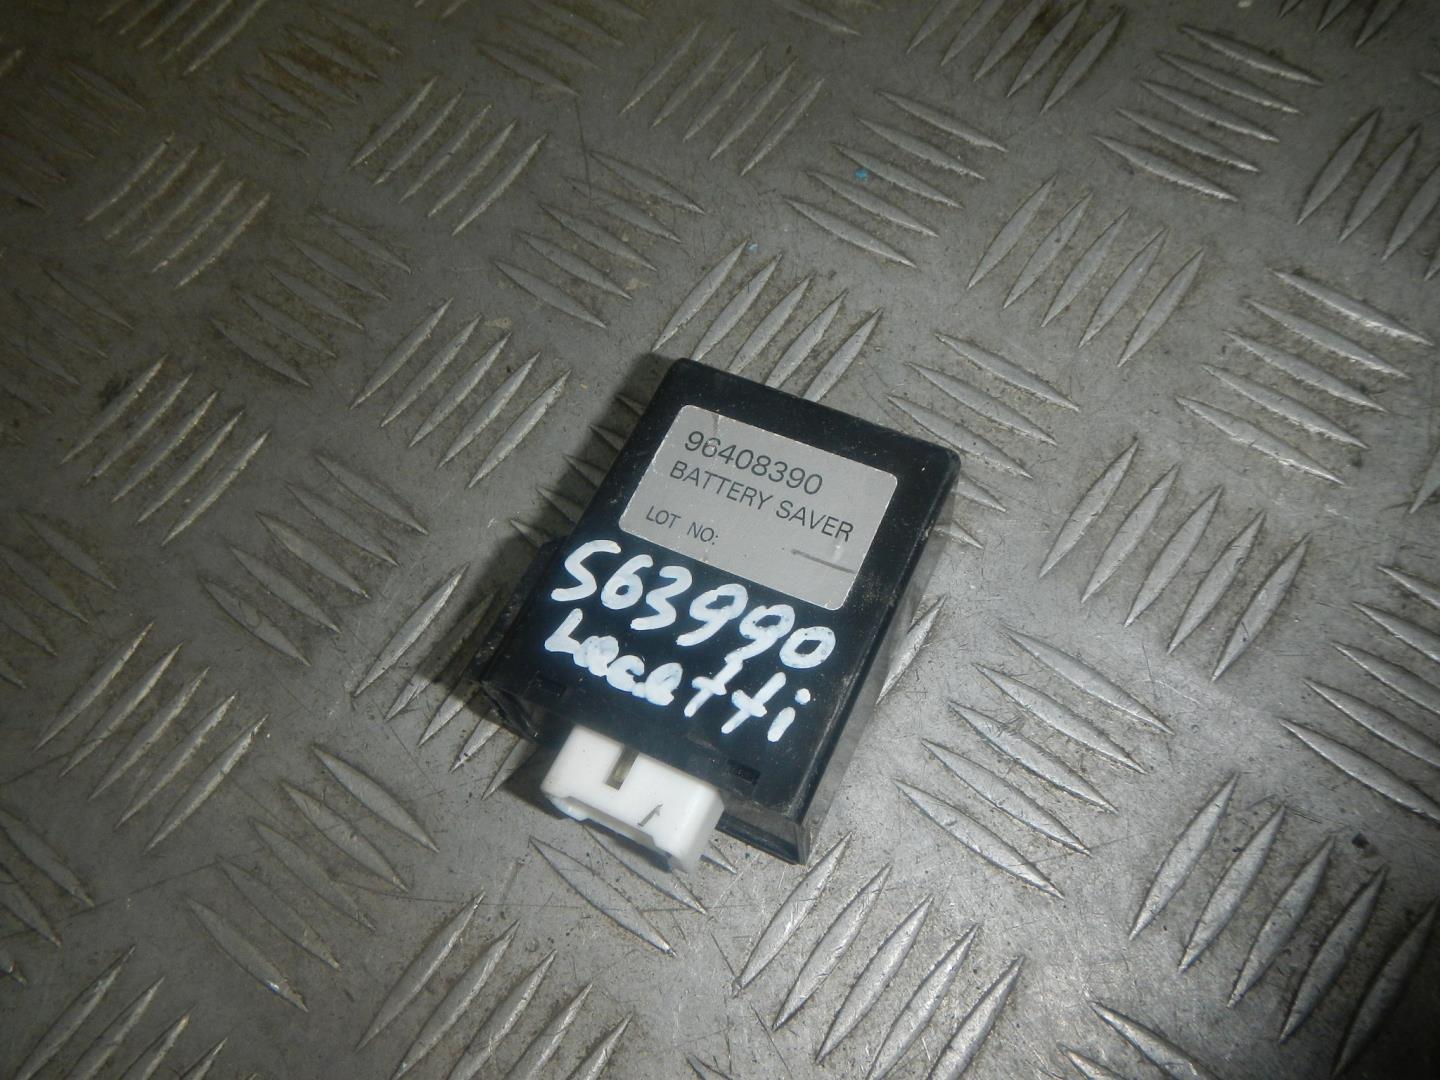 96408390
BATTERY SAVER
LOT NO:
563990
Lacetti